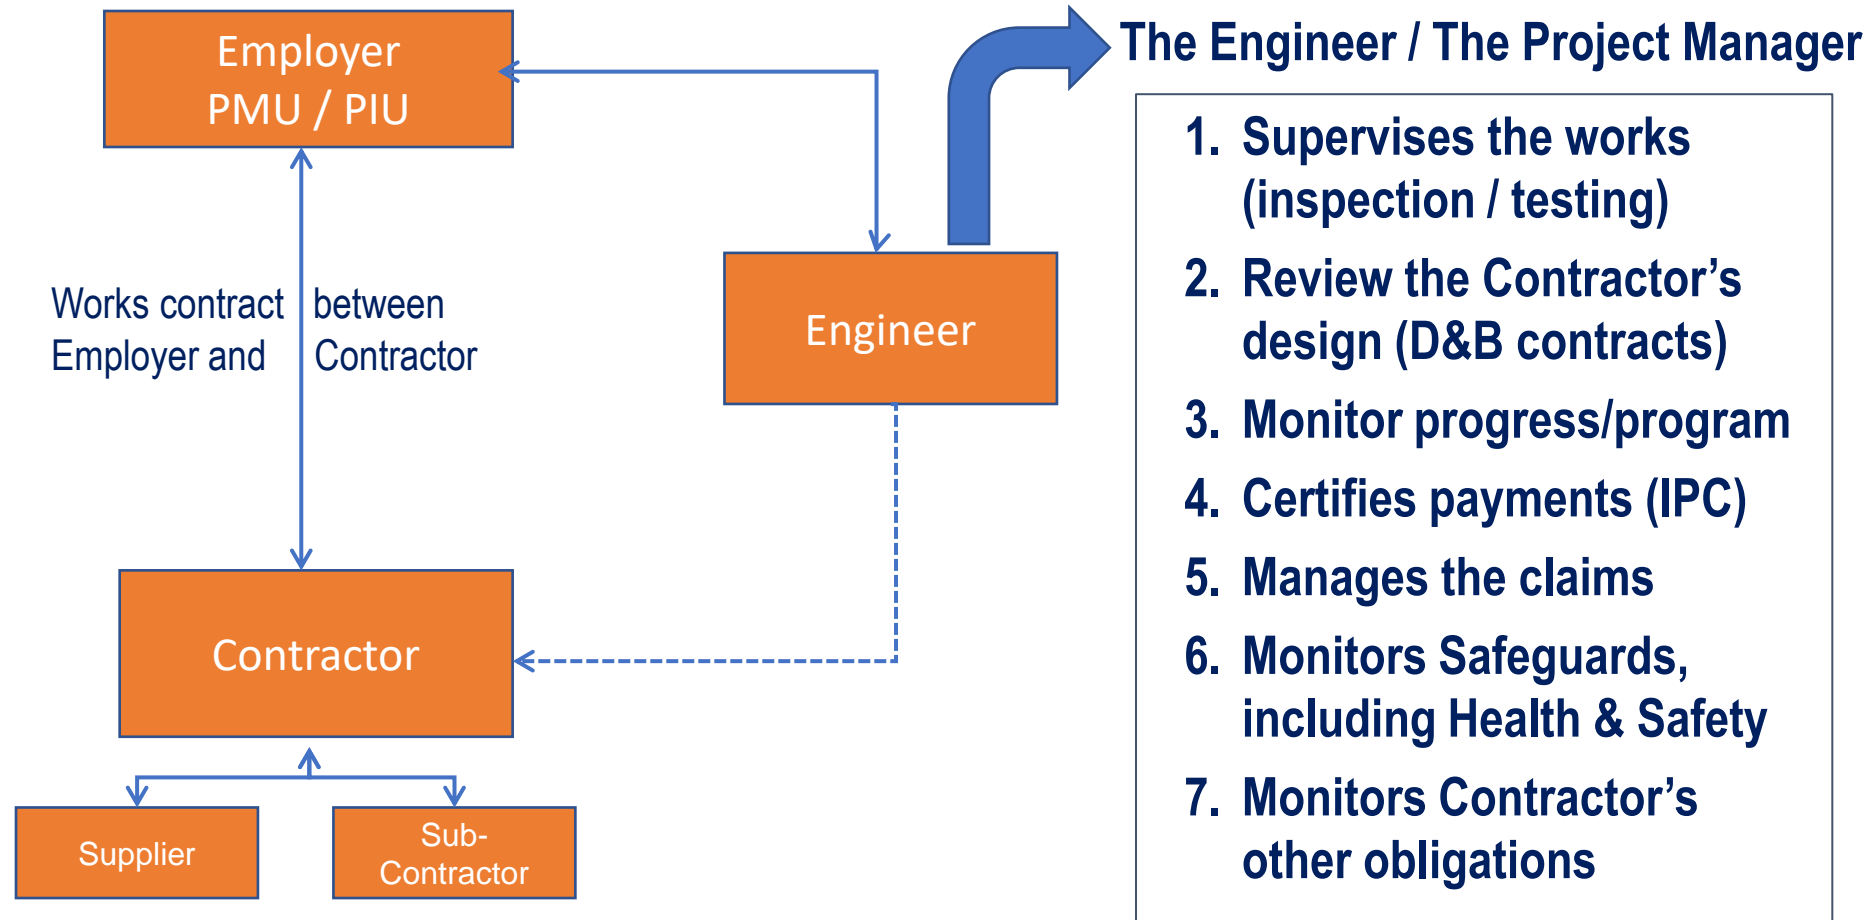 Employer
PMU / PIU
Works contract between
Employer and Contractor
Engineer
Contractor
Supplier
Sub-
Contractor
The Engineer / The Project Manager
1. Supervises the works
(inspection / testing)
2. Review the Contractor’s
design (D&B contracts)
3. Monitor progress/program
4. Certifies payments (IPC)
5. Manages the claims
6. Monitors Safeguards,
including Health & Safety
7. Monitors Contractor’s
other obligations